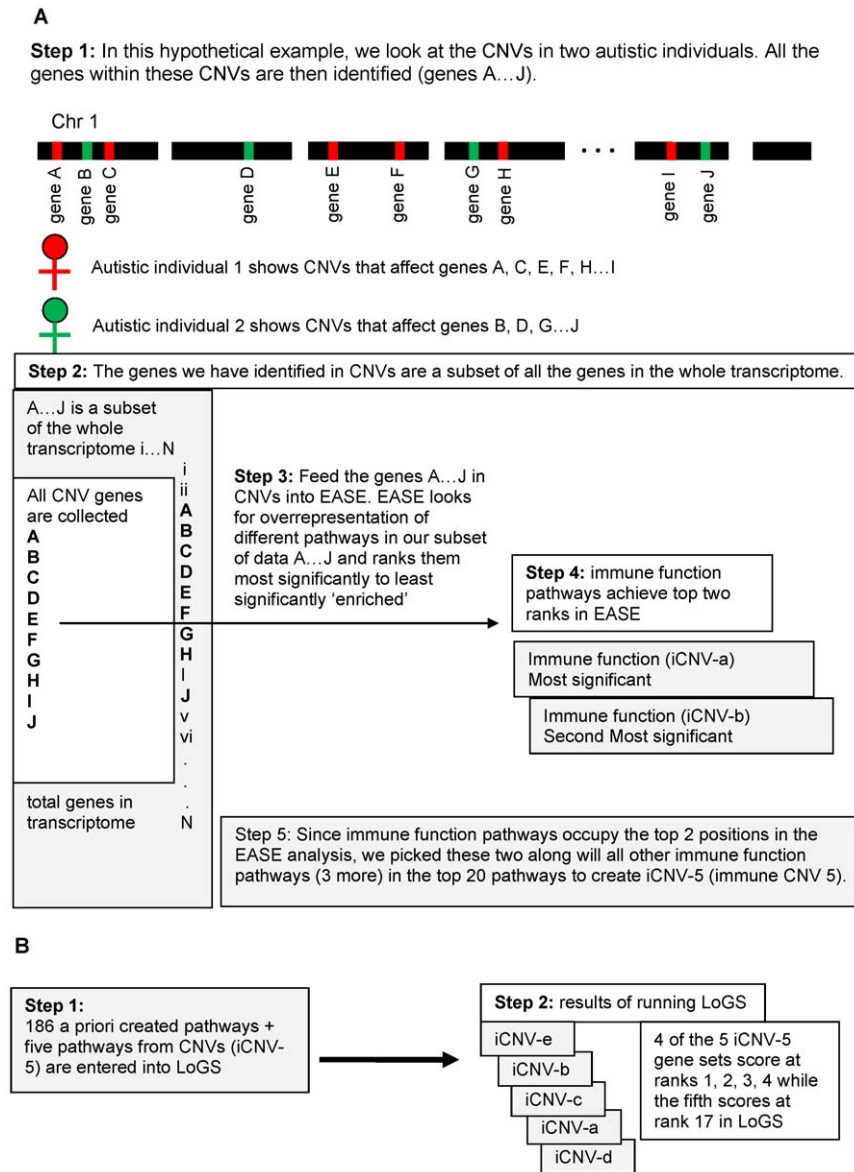 A
Step 1: In this hypothetical example, we look at the CNVs in two autistic individuals. All the
genes within these CNVs are then identified (genes A...J).
Chr 1
gene A
gene B
gene C
gene D
gene E
gene F
gene G
gene H
gene I
gene J
Autistic individual 1 shows CNVs that affect genes A, C, E, F, H...I
Autistic individual 2 shows CNVs that affect genes B, D, G...J
Step 2: The genes we have identified in CNVs are a subset of all the genes in the whole transcriptome.
A...J is a subset
of the whole
transcriptome i...N
i
ii
A
B
C
D
E
F
G
H
I
J
v
vi
.
.
.
N
All CNV genes
are collected
A
B
C
D
E
F
G
H
I
J
total genes in
transcriptome
Step 3: Feed the genes A...J in
CNVs into EASE. EASE looks
for overrepresentation of
different pathways in our subset
of data A...J and ranks them
most significantly to least
significantly ‘enriched’
Step 4: immune function
pathways achieve top two
ranks in EASE
Immune function (iCNV-a)
Most significant
Immune function (iCNV-b)
Second Most significant
Step 5: Since immune function pathways occupy the top 2 positions in the
EASE analysis, we picked these two along will all other immune function
pathways (3 more) in the top 20 pathways to create iCNV-5 (immune CNV 5).
B
Step 1:
186 a priori created pathways +
five pathways from CNVs (iCNV-
5) are entered into LoGS
Step 2: results of running LoGS
iCNV-e
iCNV-b
iCNV-c
iCNV-a
iCNV-d
4 of the 5 iCNV-5
gene sets score at
ranks 1, 2, 3, 4 while
the fifth scores at
rank 17 in LoGS